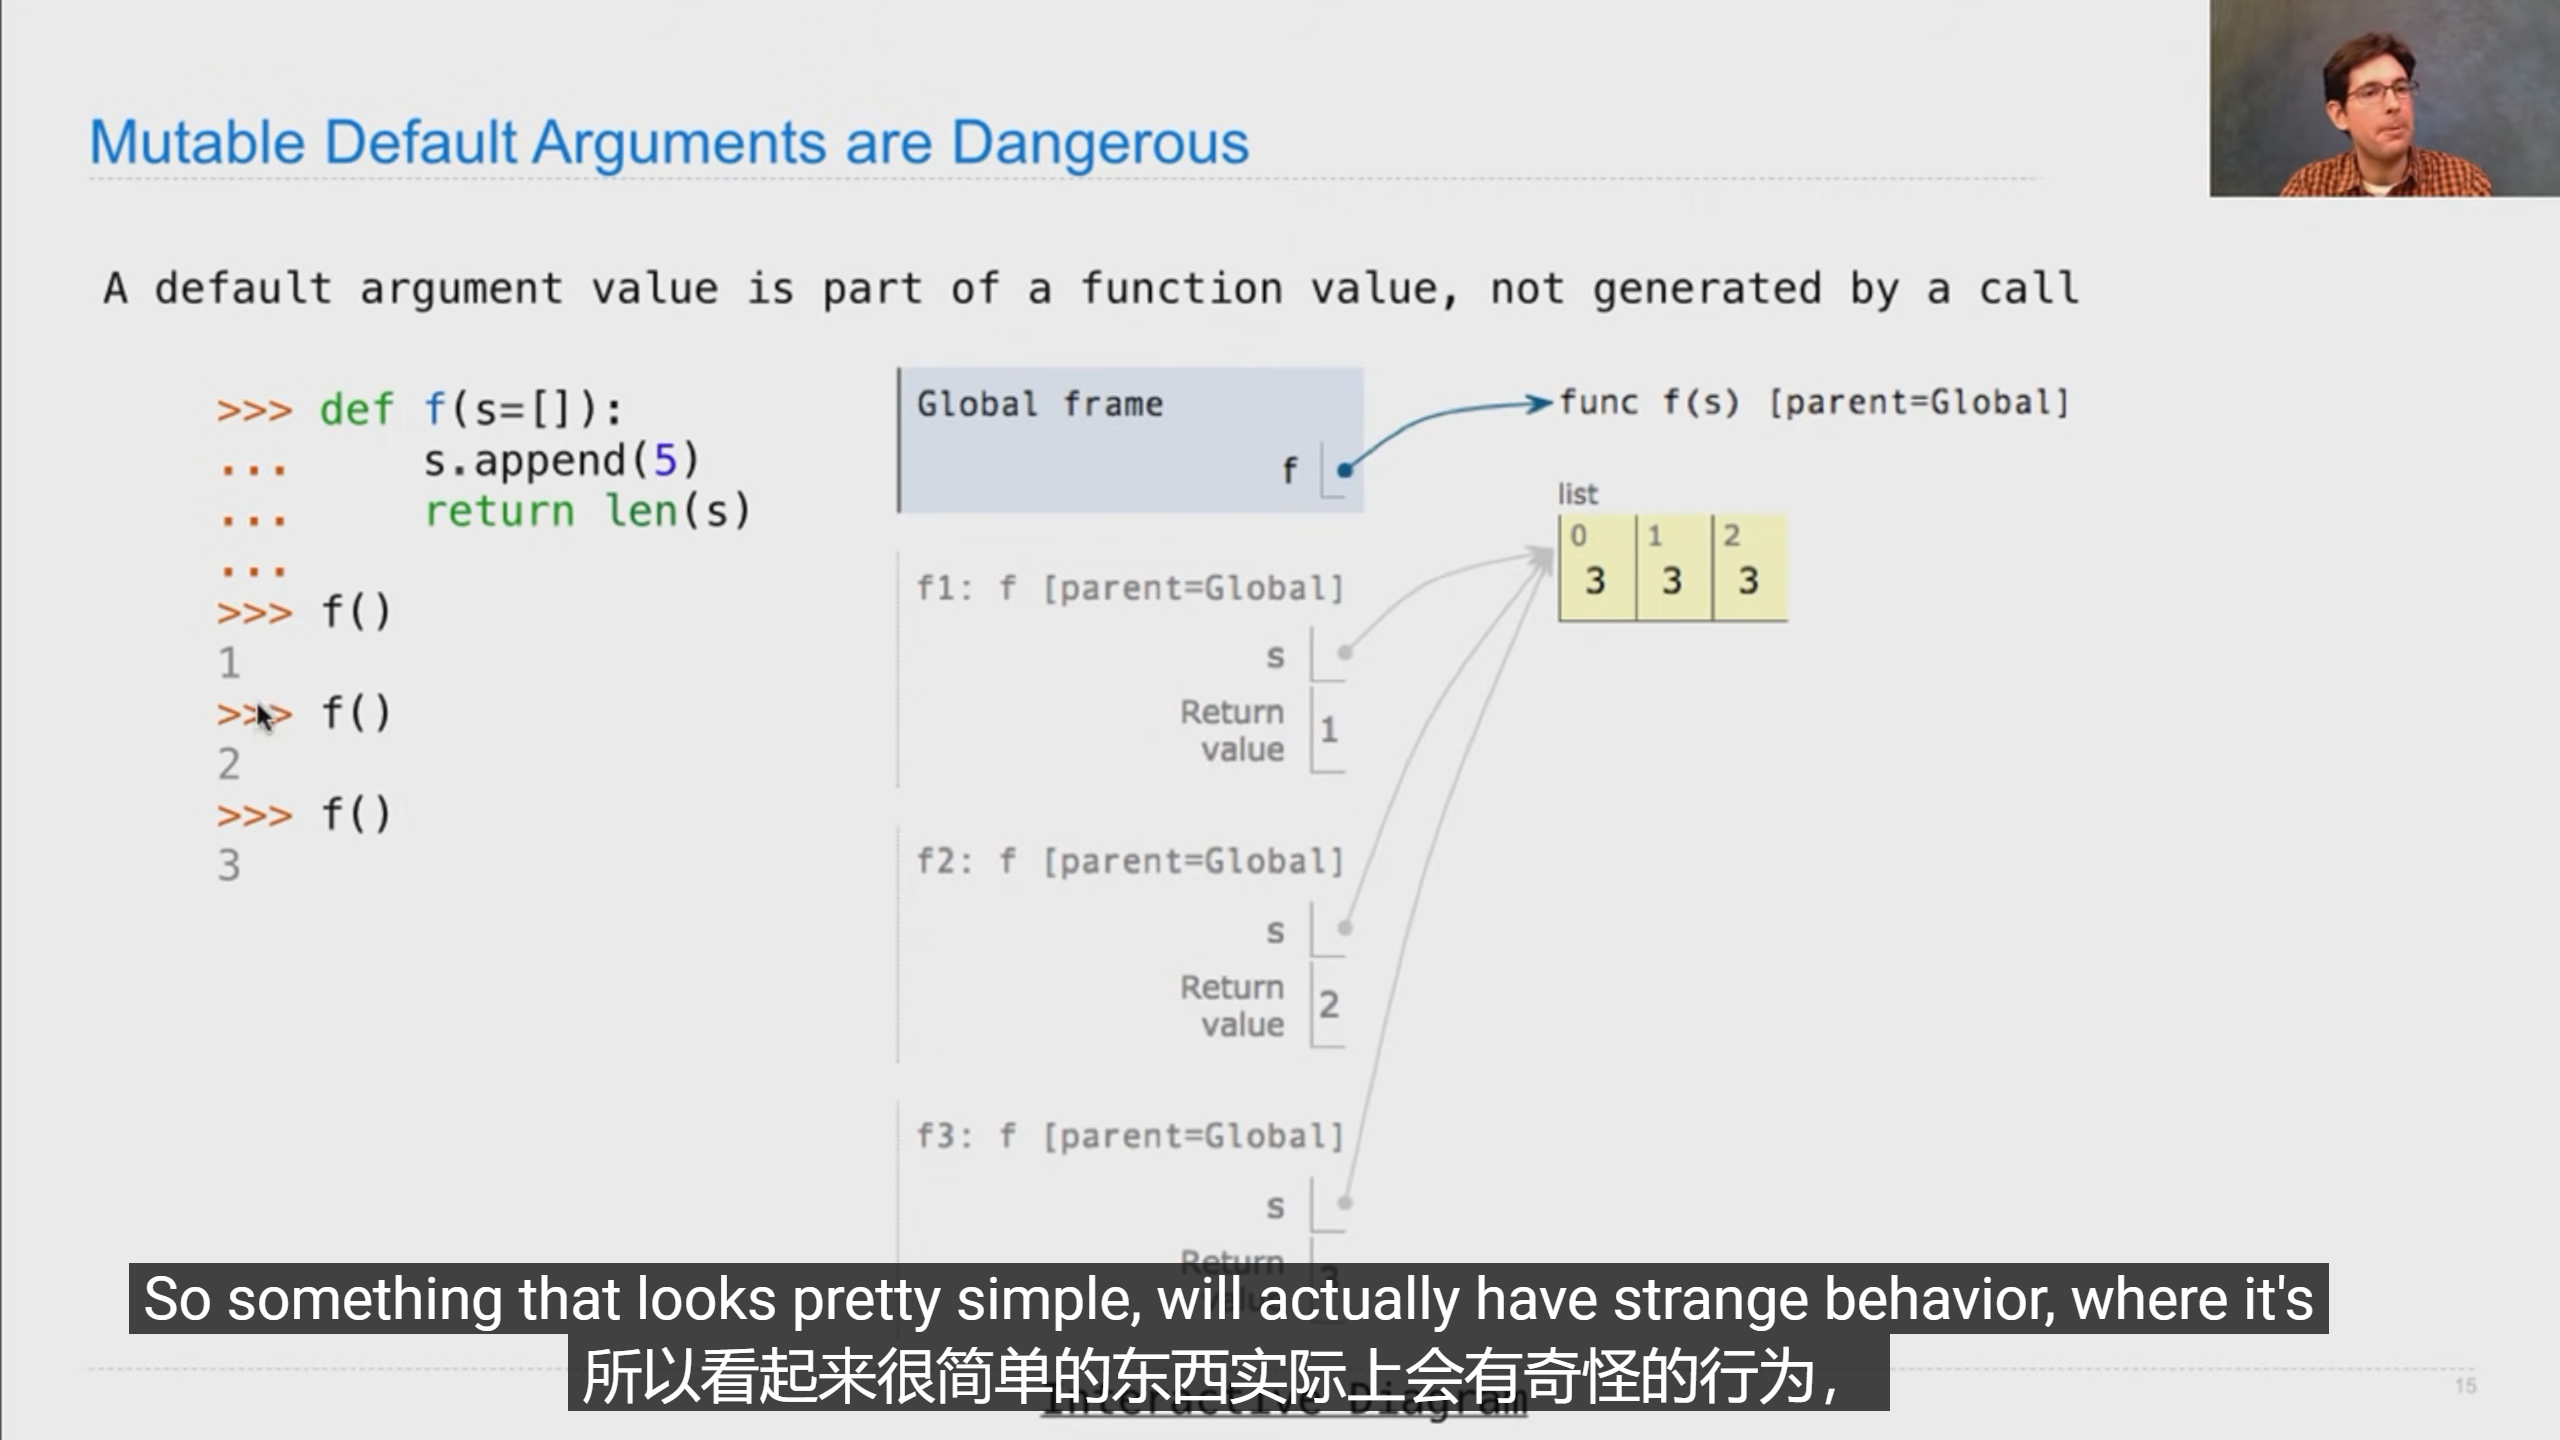 Mutable Default Arguments are Dangerous
A default argument value is part of a function value, not generated by a call
>>> def f(s=[]):
... s.append(5)
... return len(s)
...
>>> f()
1
>>> f()
2
>>> f()
3
Global frame
f
func f(s) [parent=Global]
list
0 1 2
3 3 3
f1: f [parent=Global]
s
Return
value
1
f2: f [parent=Global]
s
Return
value
2
f3: f [parent=Global]
s
Return
value
3
So something that looks pretty simple, will actually have strange behavior, where it's
所以看起来很简单的东西实际上会有奇怪的行为，
Interactive Diagram
15